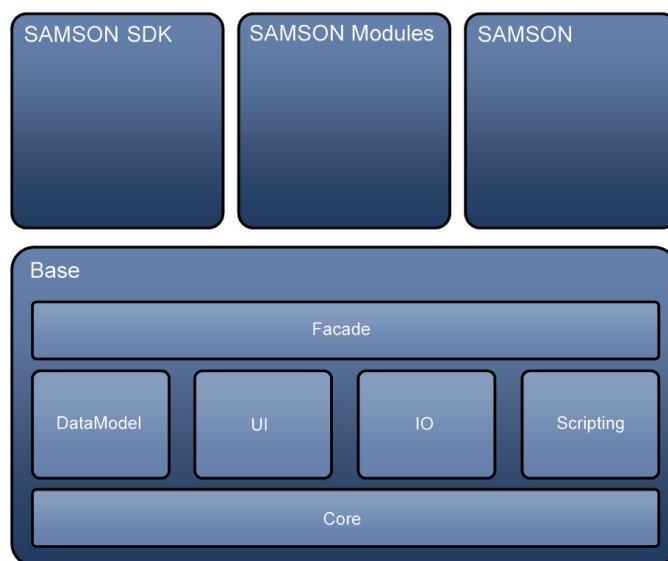 SAMSON SDK
SAMSON Modules
SAMSON
Base
Facade
DataModel
UI
IO
Scripting
Core